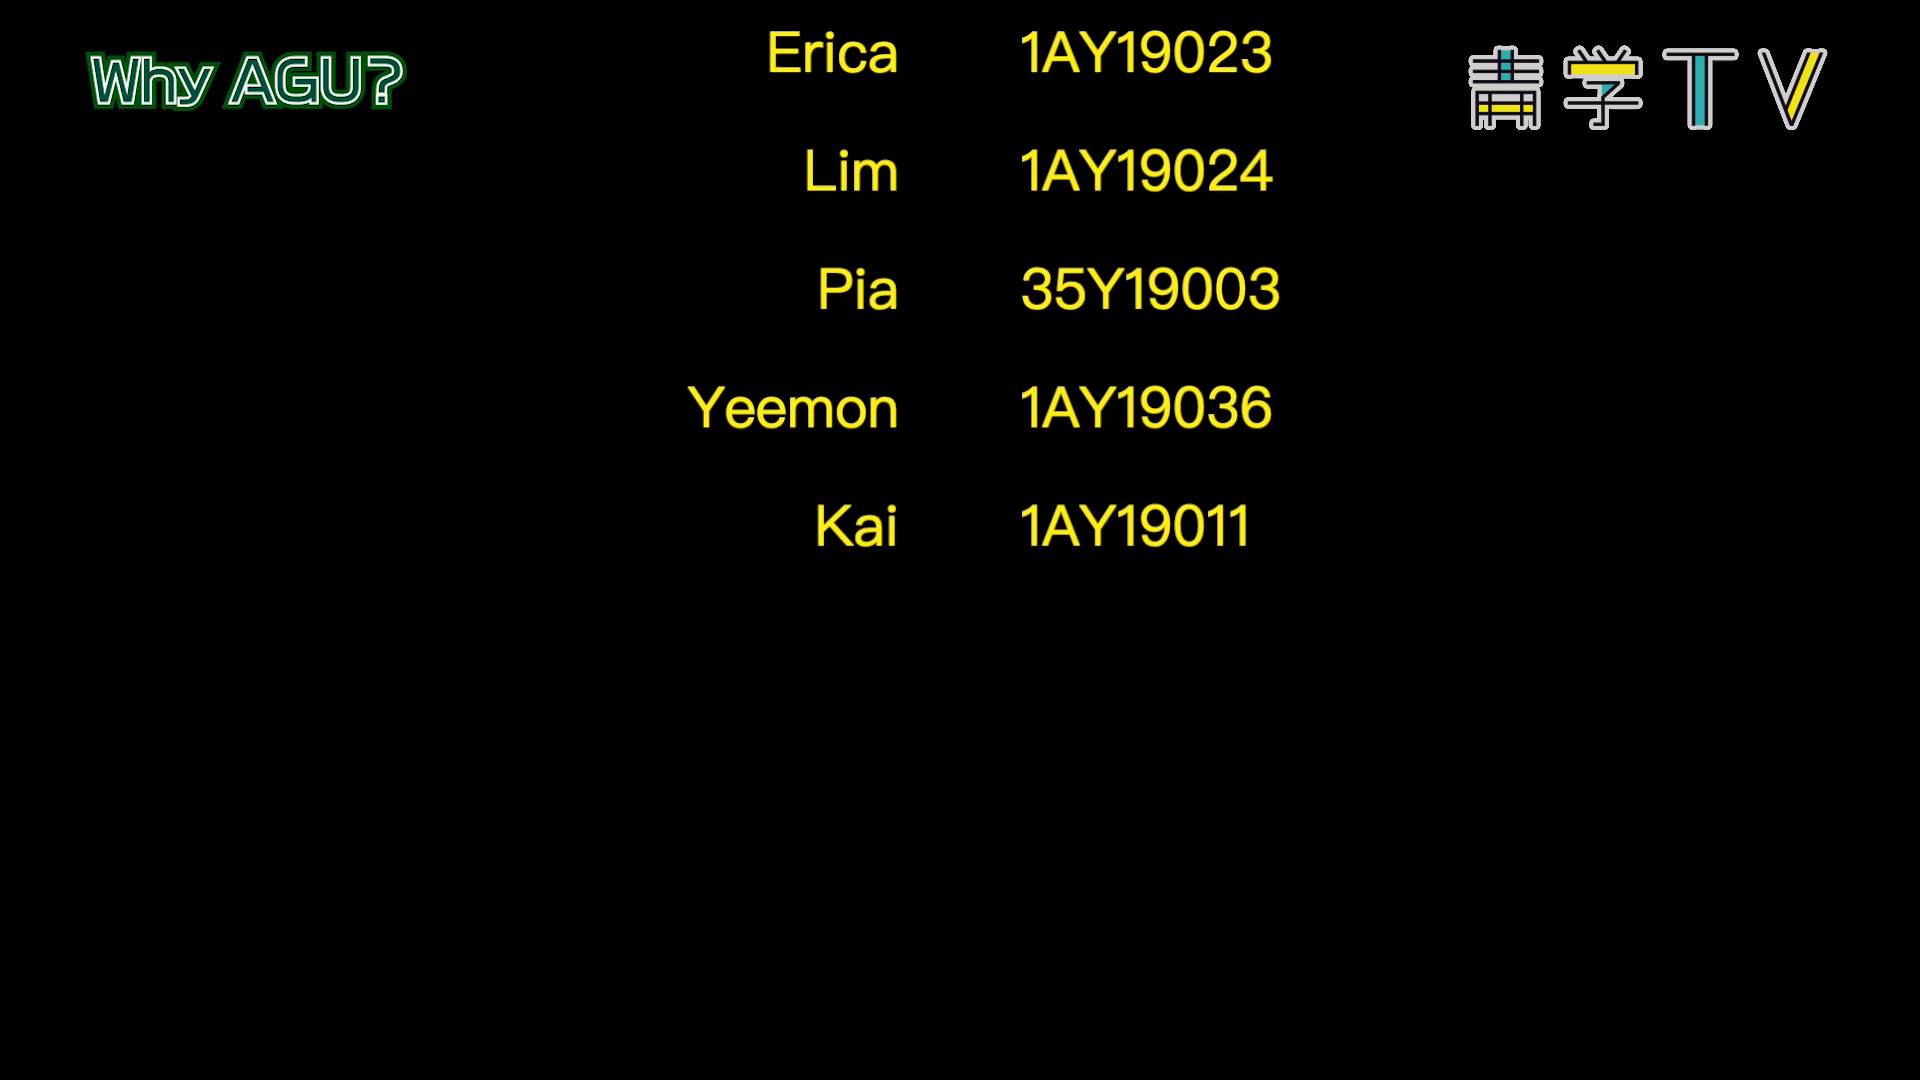 Why AGU?
青学TV
Erica 1AY19023
Lim 1AY19024
Pia 35Y19003
Yeemon 1AY19036
Kai 1AY19011